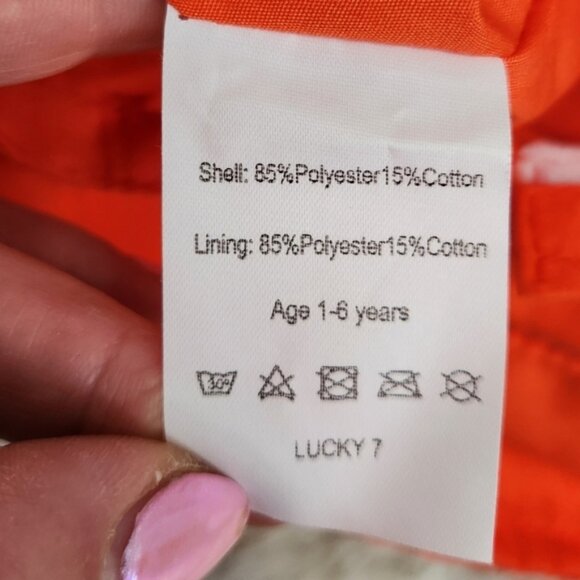 Shell: 85%Polyester15%Cotton
Lining: 85%Polyester15%Cotton
Age 1-6 years
30°
LUCKY 7